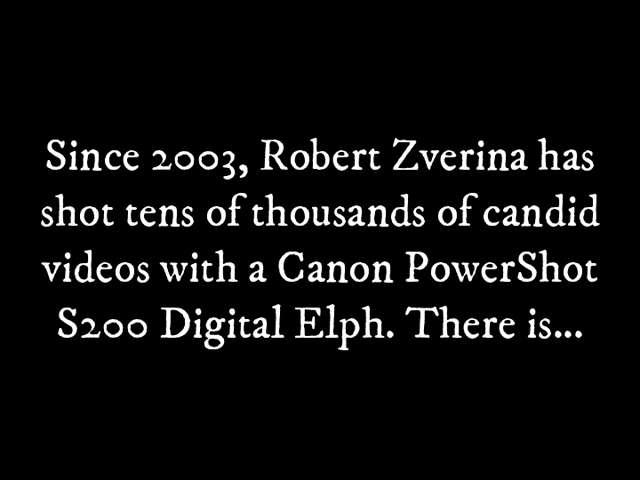 Since 2003, Robert Zverina has
shot tens of thousands of candid
videos with a Canon PowerShot
S200 Digital Elph. There is...